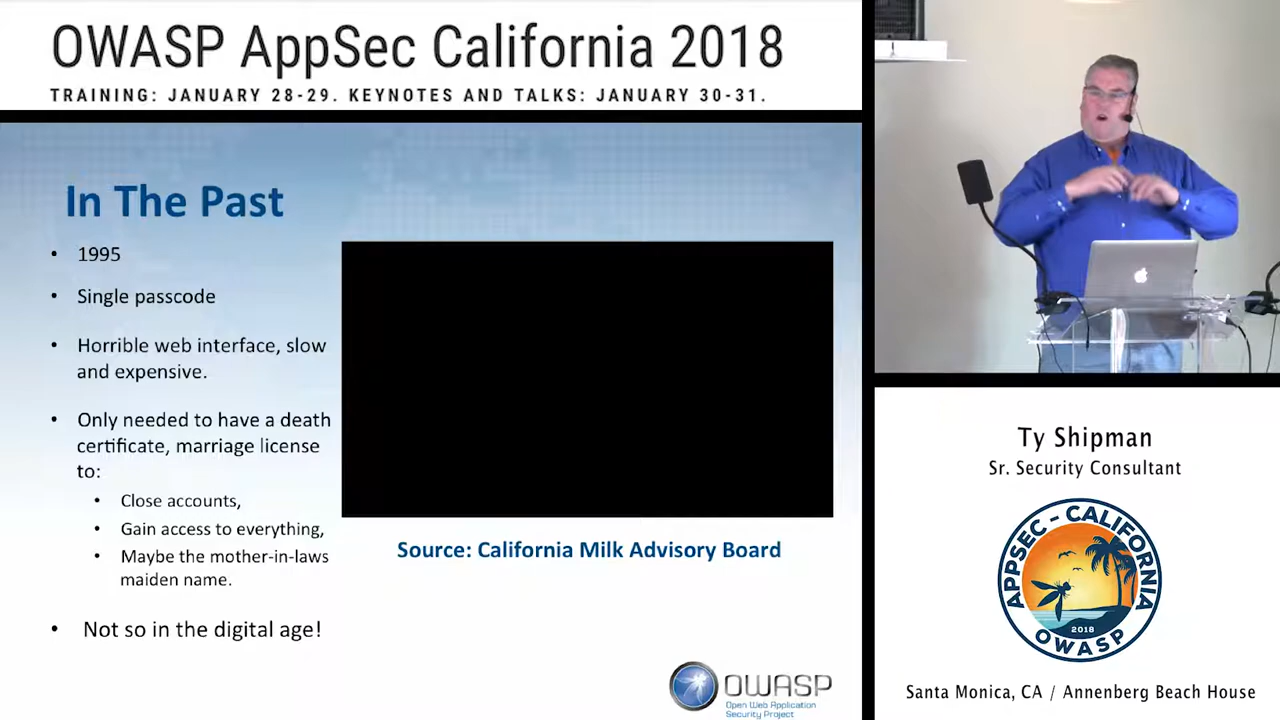 OWASP AppSec California 2018
TRAINING: JANUARY 28-29. KEYNOTES AND TALKS: JANUARY 30-31.
In The Past
• 1995
• Single passcode
• Horrible web interface, slow
and expensive.
• Only needed to have a death
certificate, marriage license
to:
• Close accounts,
• Gain access to everything,
• Maybe the mother-in-laws
maiden name.
• Not so in the digital age!
Source: California Milk Advisory Board
OWASP
Open Web Application
Security Project
Ty Shipman
Sr. Security Consultant
APPSEC - CALIFORNIA
2018
OWASP
Santa Monica, CA / Annenberg Beach House